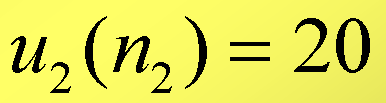 u₂(n₂) = 20